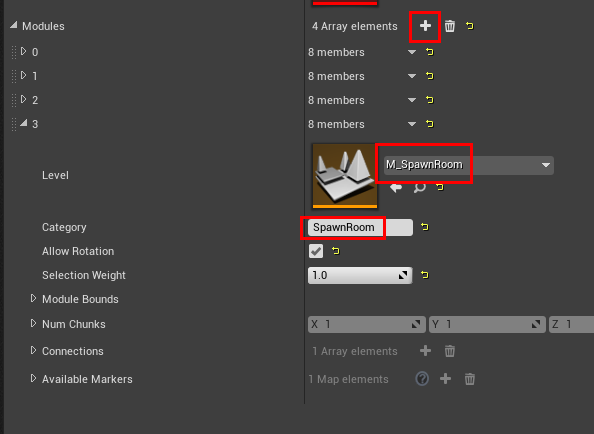 Modules 4 Array elements
0 8 members
1 8 members
2 8 members
3 8 members
Level M_SpawnRoom
Category SpawnRoom
Allow Rotation
Selection Weight 1.0
Module Bounds
Num Chunks X 1 Y 1 Z 1
Connections 1 Array elements
Available Markers 1 Map elements ?